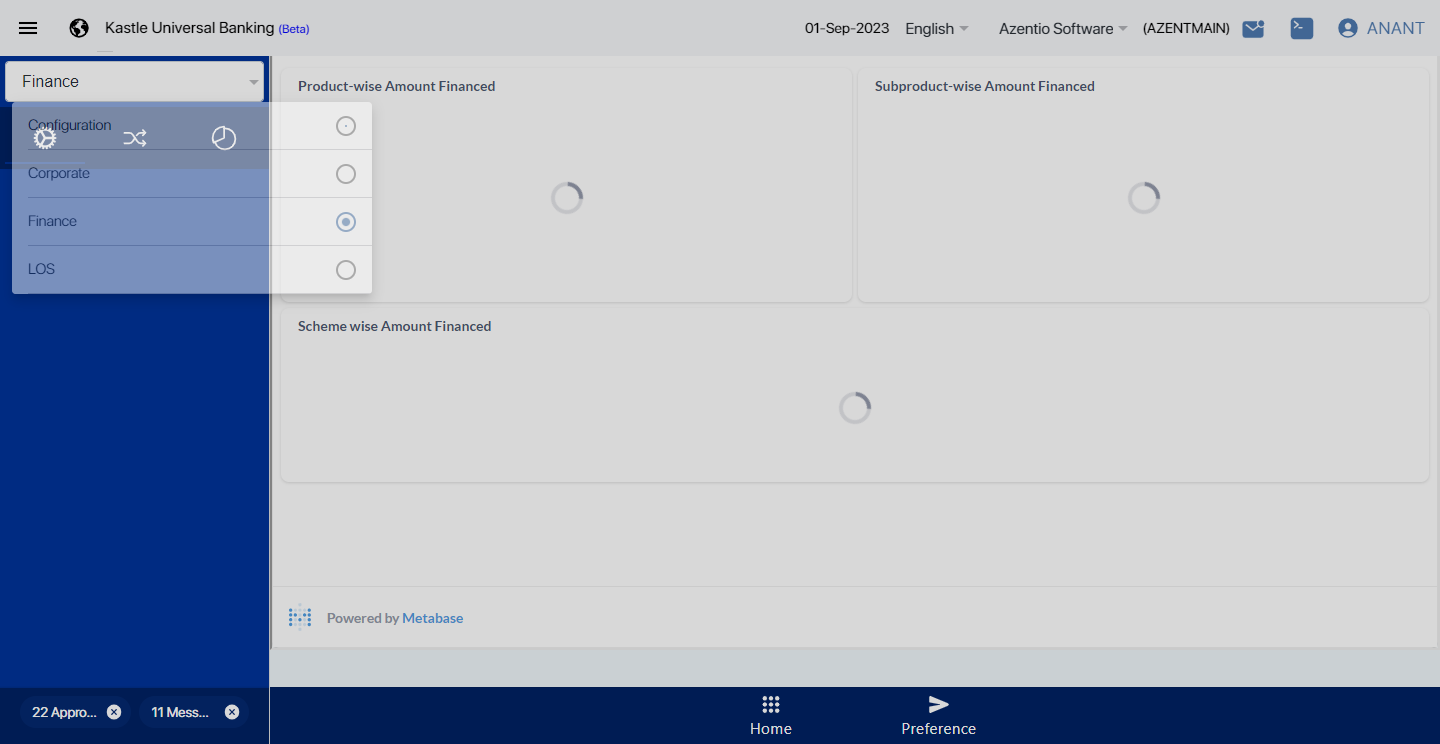 Kastle Universal Banking (Beta)
01-Sep-2023
English
Azentio Software
(AZENTMAIN)
ANANT
Finance
Configuration
Corporate
Finance
LOS
Product-wise Amount Financed
Subproduct-wise Amount Financed
Scheme wise Amount Financed
Powered by Metabase
22 Appro...
11 Mess...
Home
Preference